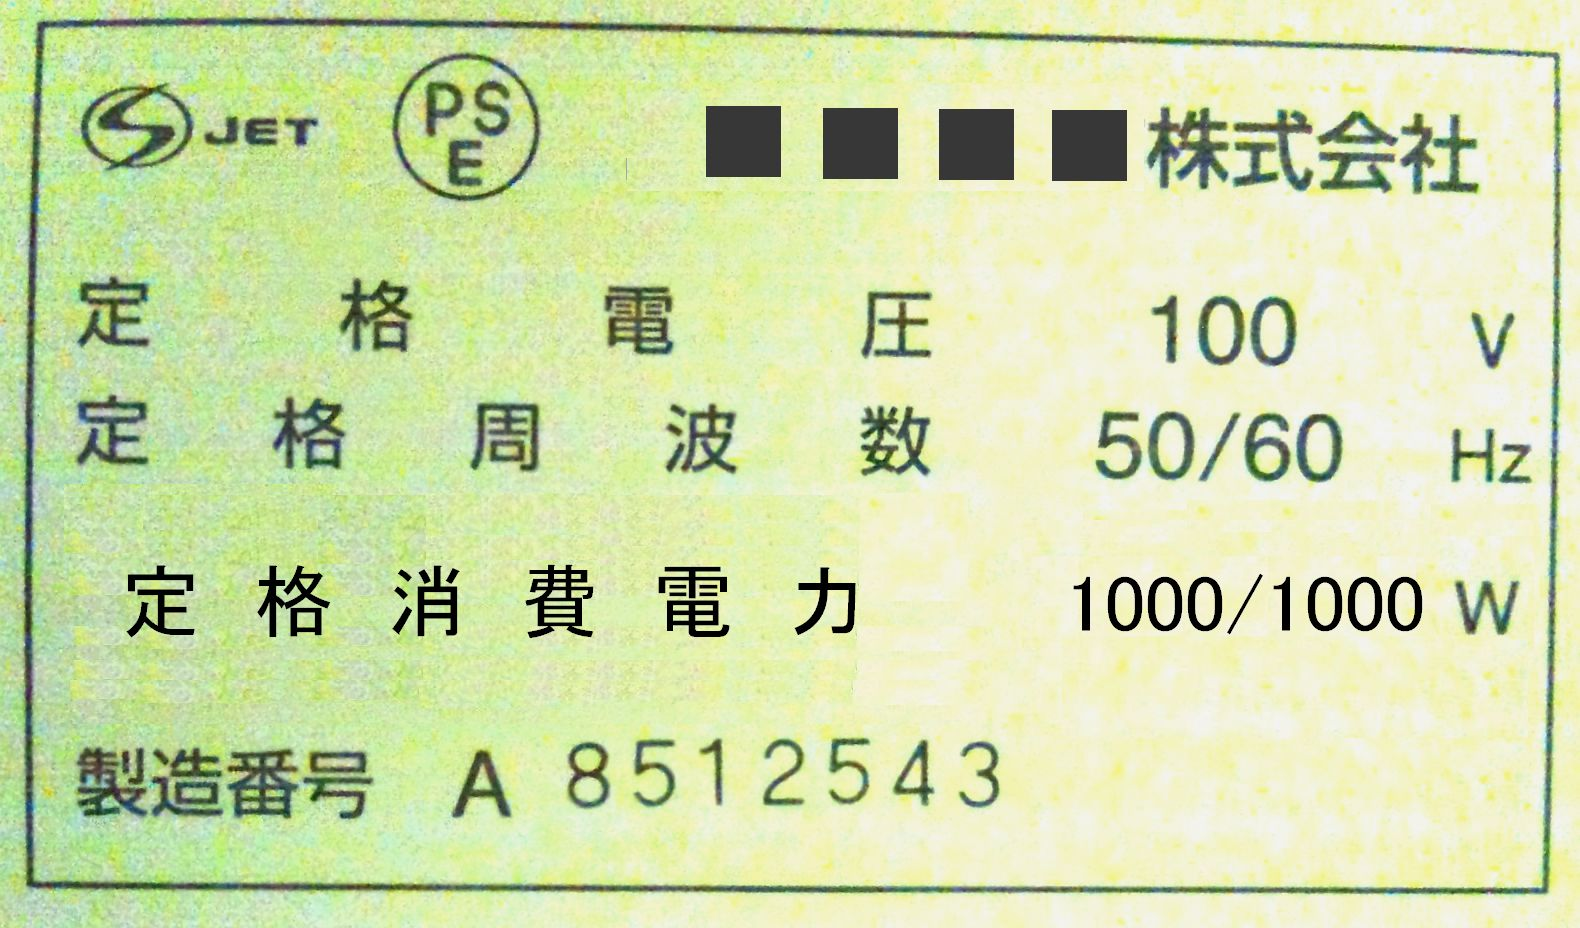 JET PSE ■■■■株式会社
定格電圧 100 V
定格周波数 50/60 Hz
定格消費電力 1000/1000 W
製造番号 A 8512543